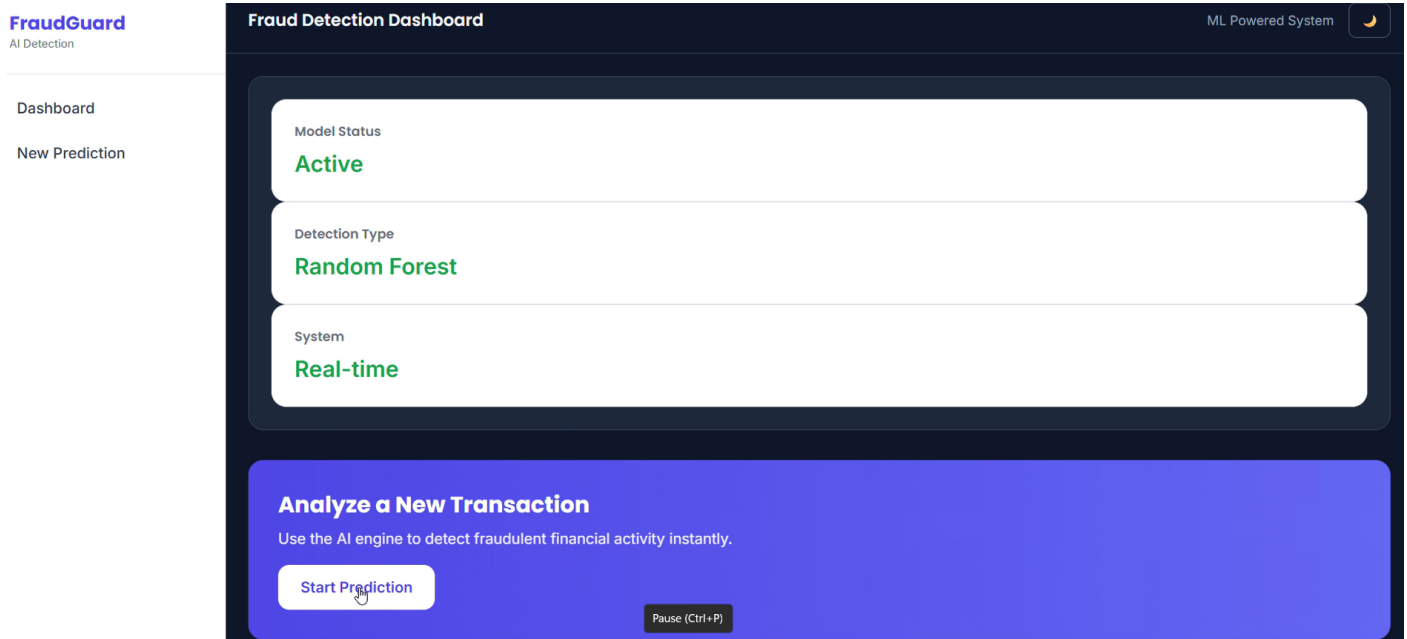 FraudGuard
AI Detection
Dashboard
New Prediction
Fraud Detection Dashboard
ML Powered System
Model Status
Active
Detection Type
Random Forest
System
Real-time
Analyze a New Transaction
Use the AI engine to detect fraudulent financial activity instantly.
Start Prediction
Pause (Ctrl+P)